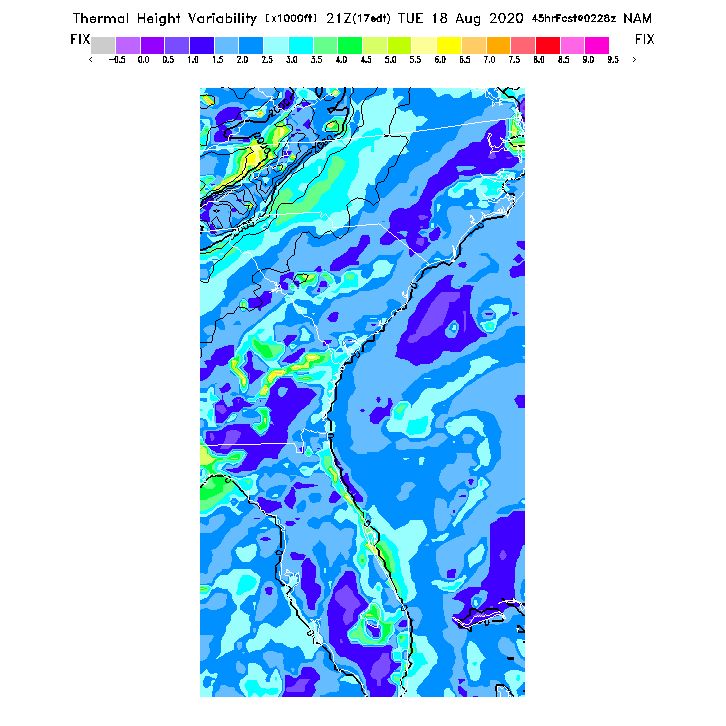 Thermal Height Variability [x1000ft] 21Z(17edt) TUE 18 Aug 2020 45hrFcst@0228z NAM
FIX FIX
< -0.5 0.0 0.5 1.0 1.5 2.0 2.5 3.0 3.5 4.0 4.5 5.0 5.5 6.0 6.5 7.0 7.5 8.0 8.5 9.0 9.5 >